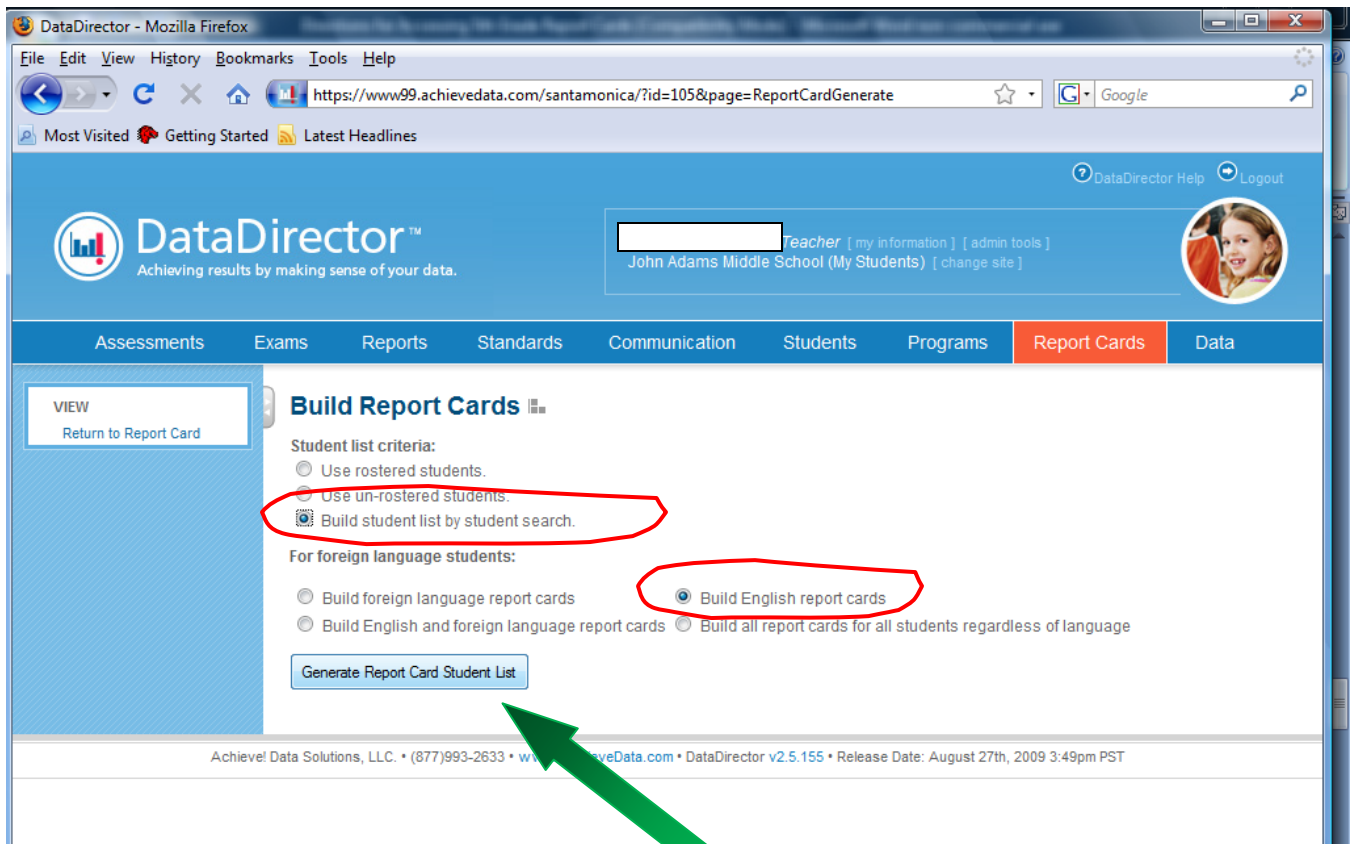 DataDirector - Mozilla Firefox
File Edit View History Bookmarks Tools Help
https://www99.achievedata.com/santamonica/?id=105&page=ReportCardGenerate
G Google
Most Visited Getting Started Latest Headlines
DataDirector Help Logout
DataDirector™
Achieving results by making sense of your data.
Teacher [ my information ] [ admin tools ]
John Adams Middle School (My Students) [ change site ]
Assessments Exams Reports Standards Communication Students Programs Report Cards Data
VIEW
Return to Report Card
Build Report Cards
Student list criteria:
Use rostered students.
Use un-rostered students.
Build student list by student search.
For foreign language students:
Build foreign language report cards Build English report cards
Build English and foreign language report cards Build all report cards for all students regardless of language
Generate Report Card Student List
Achieve! Data Solutions, LLC. • (877)993-2633 • veData.com • DataDirector v2.5.155 • Release Date: August 27th, 2009 3:49pm PST